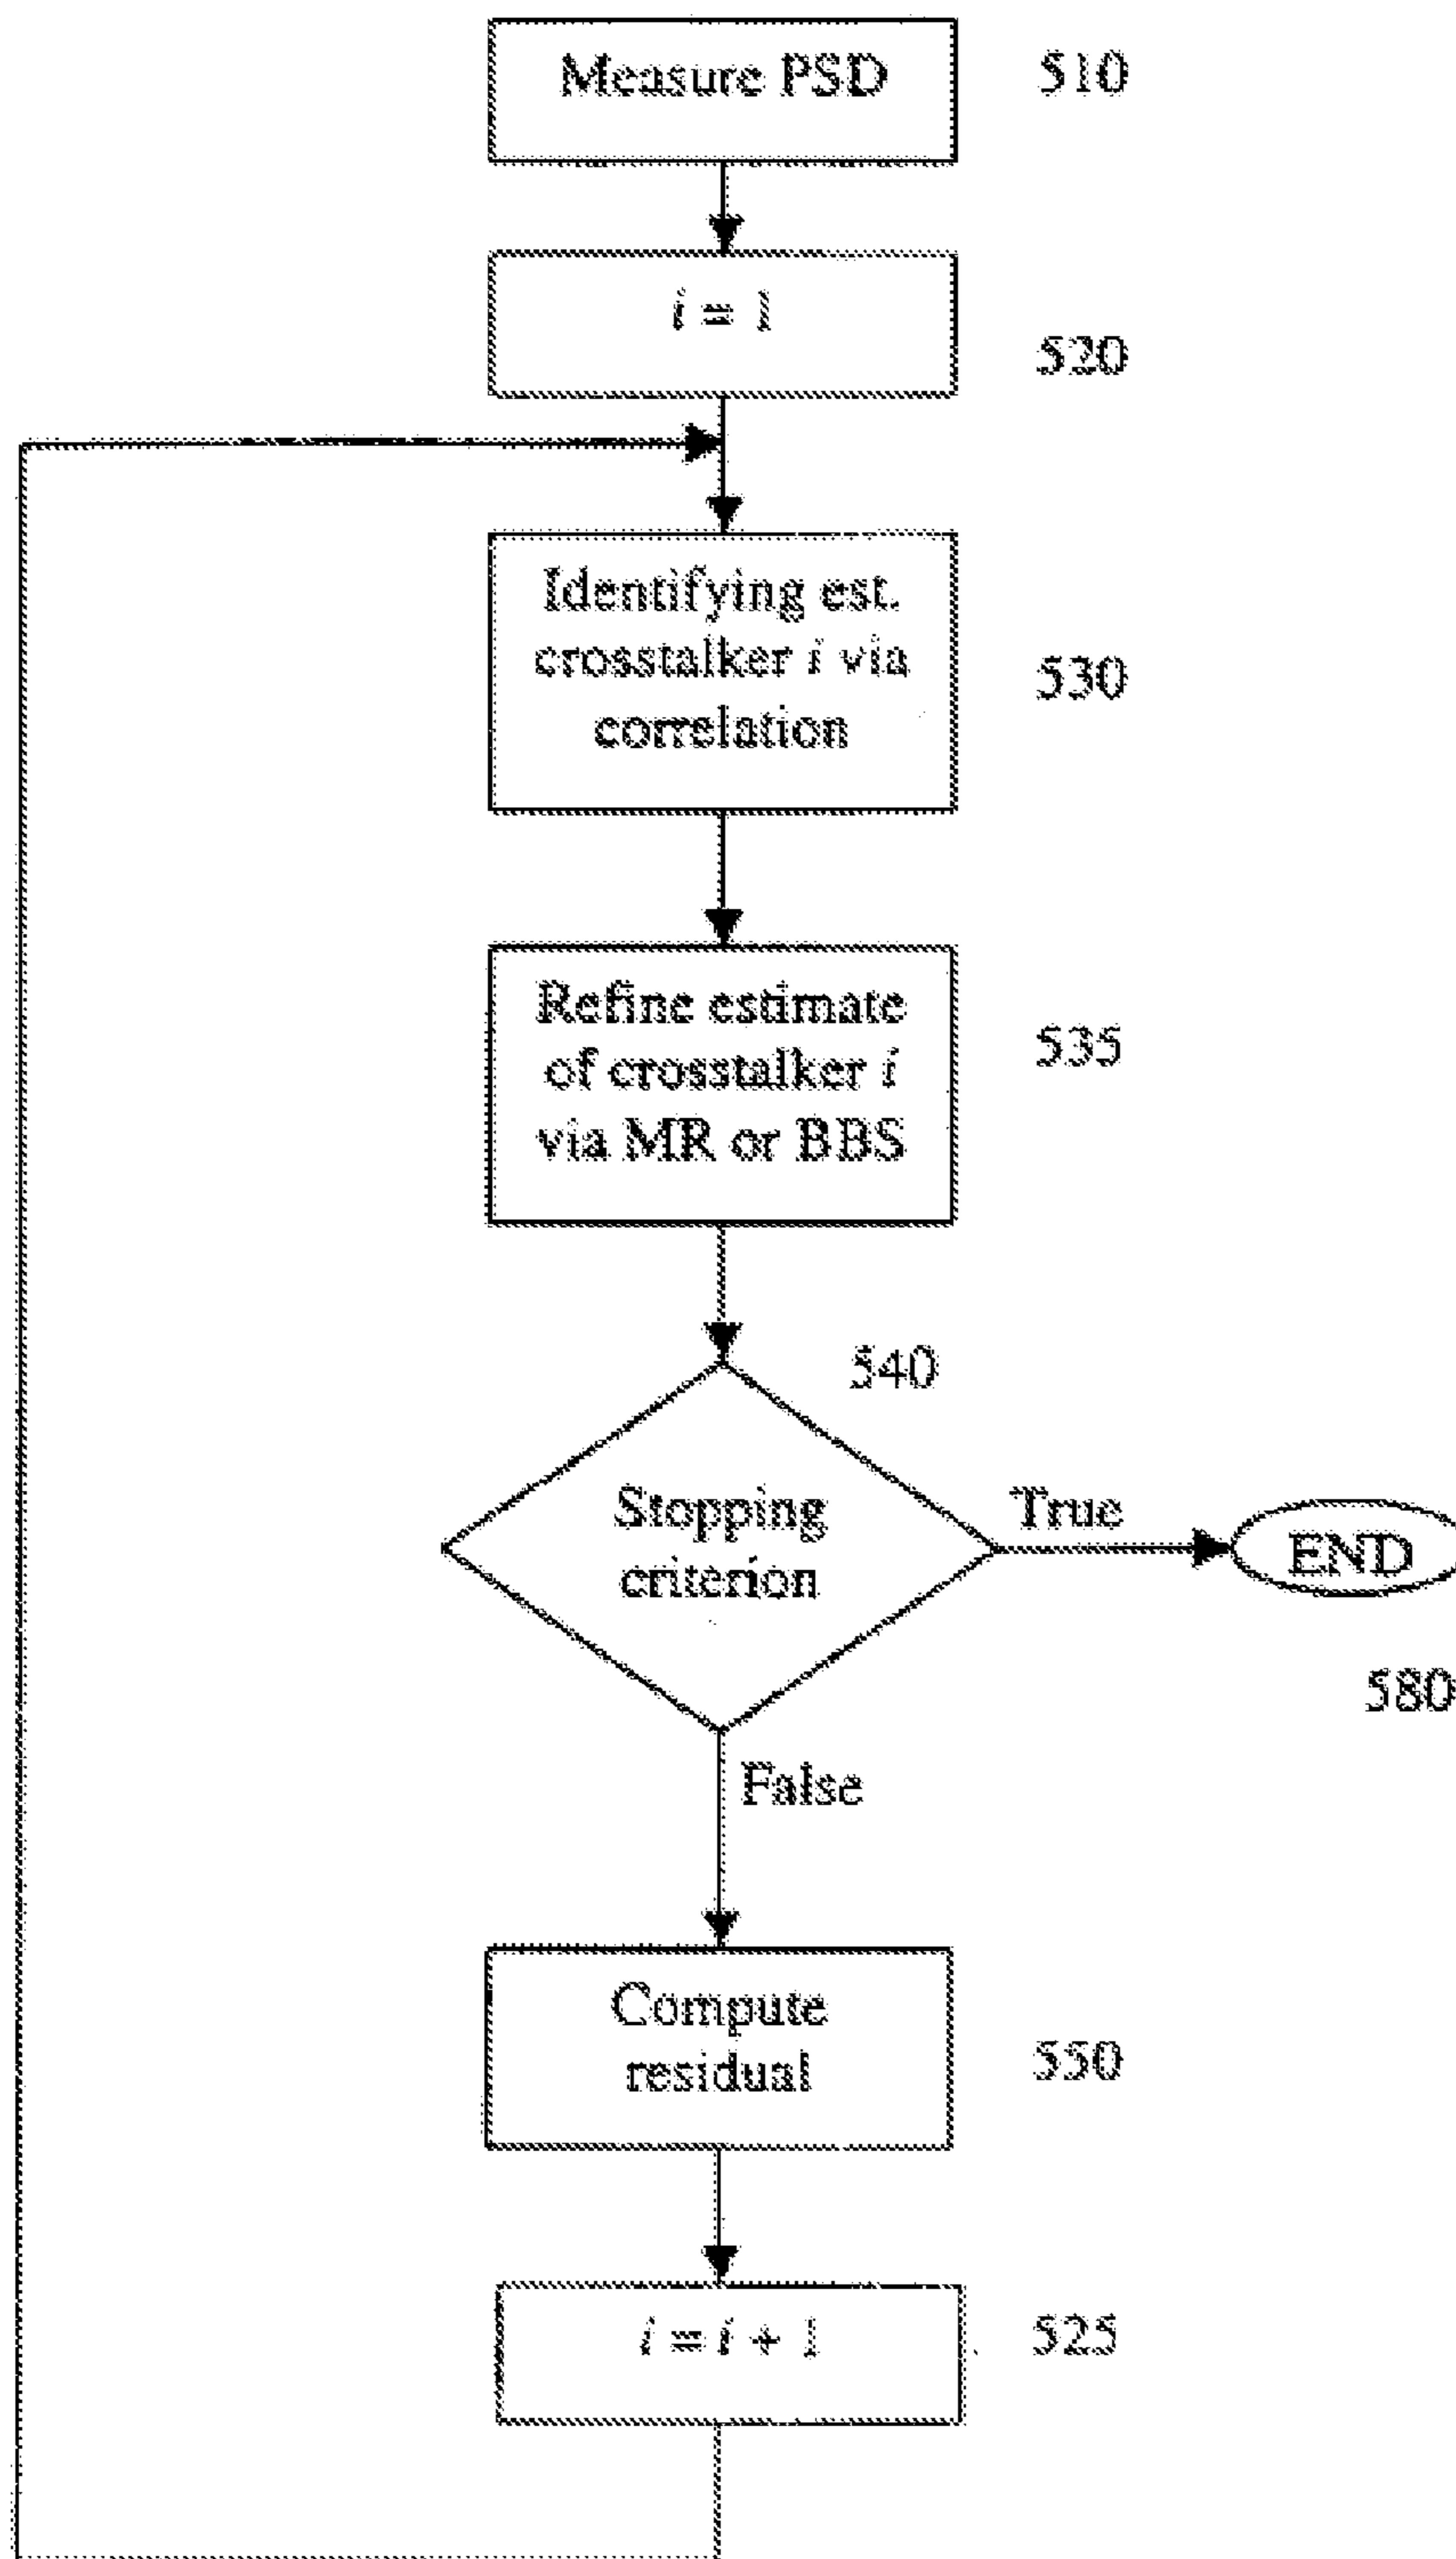 Measure PSD
510
i = 1
520
Identifying est.
crosstalker i via
correlation
530
Refine estimate
of crosstalker i
via MR or BBS
535
540
Stopping
criterion
True
END
580
False
Compute
residual
550
i = i + 1
525